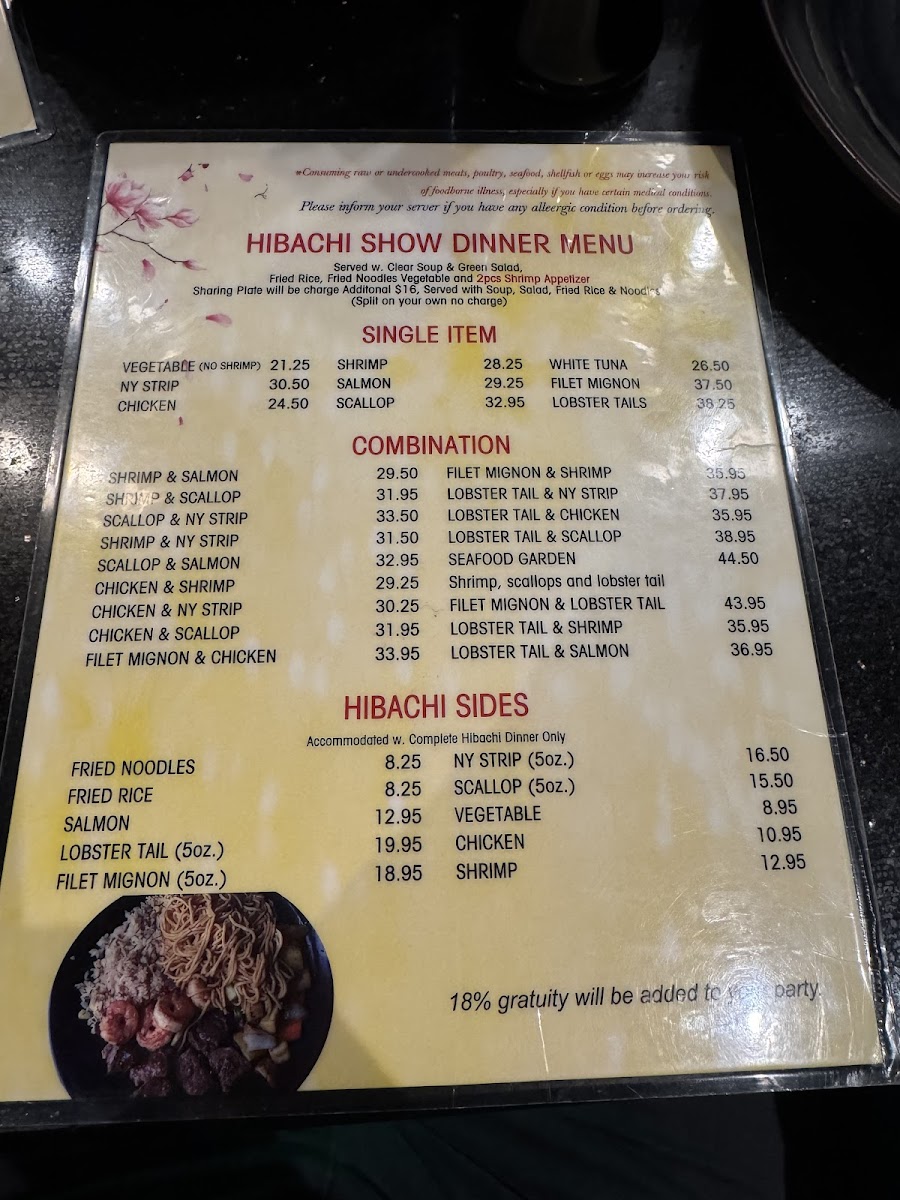 *Consuming raw or undercooked meats, poultry, seafood, shellfish or eggs may increase your risk
of foodborne illness, especially if you have certain medical conditions.
Please inform your server if you have any alleergic condition before ordering.
HIBACHI SHOW DINNER MENU
Served w. Clear Soup & Green Salad,
Fried Rice, Fried Noodles Vegetable and 2pcs Shrimp Appetizer
Sharing Plate will be charge Additonal $16, Served with Soup, Salad, Fried Rice & Noodles
(Split on your own no charge)
SINGLE ITEM
VEGETABLE (NO SHRIMP) 21.25 SHRIMP 28.25 WHITE TUNA 26.50
NY STRIP 30.50 SALMON 29.25 FILET MIGNON 37.50
CHICKEN 24.50 SCALLOP 32.95 LOBSTER TAILS 38.25
COMBINATION
SHRIMP & SALMON 29.50 FILET MIGNON & SHRIMP 35.95
SHRIMP & SCALLOP 31.95 LOBSTER TAIL & NY STRIP 37.95
SCALLOP & NY STRIP 33.50 LOBSTER TAIL & CHICKEN 35.95
SHRIMP & NY STRIP 31.50 LOBSTER TAIL & SCALLOP 38.95
SCALLOP & SALMON 32.95 SEAFOOD GARDEN 44.50
CHICKEN & SHRIMP 29.25 Shrimp, scallops and lobster tail
CHICKEN & NY STRIP 30.25 FILET MIGNON & LOBSTER TAIL 43.95
CHICKEN & SCALLOP 31.95 LOBSTER TAIL & SHRIMP 35.95
FILET MIGNON & CHICKEN 33.95 LOBSTER TAIL & SALMON 36.95
HIBACHI SIDES
Accommodated w. Complete Hibachi Dinner Only
FRIED NOODLES 8.25 NY STRIP (5oz.) 16.50
FRIED RICE 8.25 SCALLOP (5oz.) 15.50
SALMON 12.95 VEGETABLE 8.95
LOBSTER TAIL (5oz.) 19.95 CHICKEN 10.95
FILET MIGNON (5oz.) 18.95 SHRIMP 12.95
18% gratuity will be added to your party.